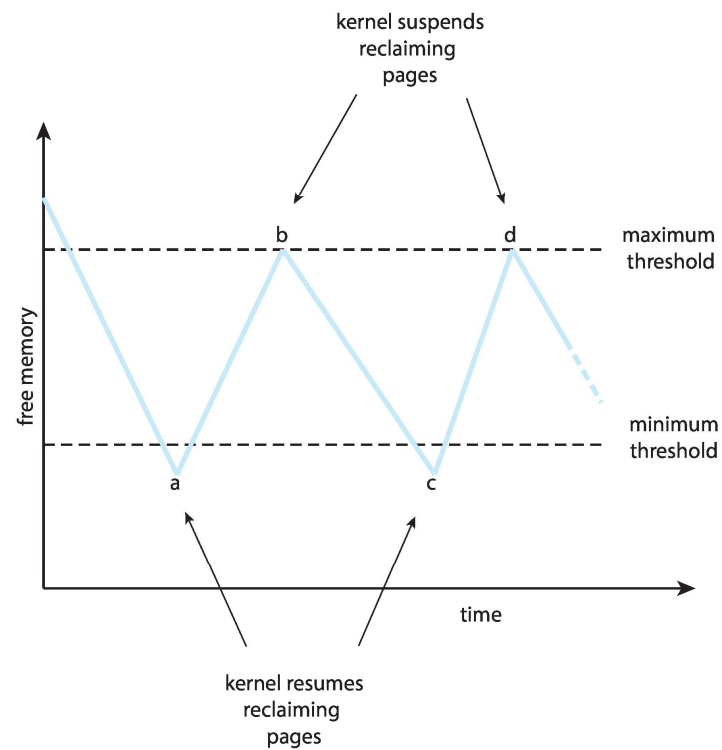 kernel suspends
reclaiming
pages
b
d
maximum
threshold
free memory
minimum
threshold
a
c
time
kernel resumes
reclaiming
pages